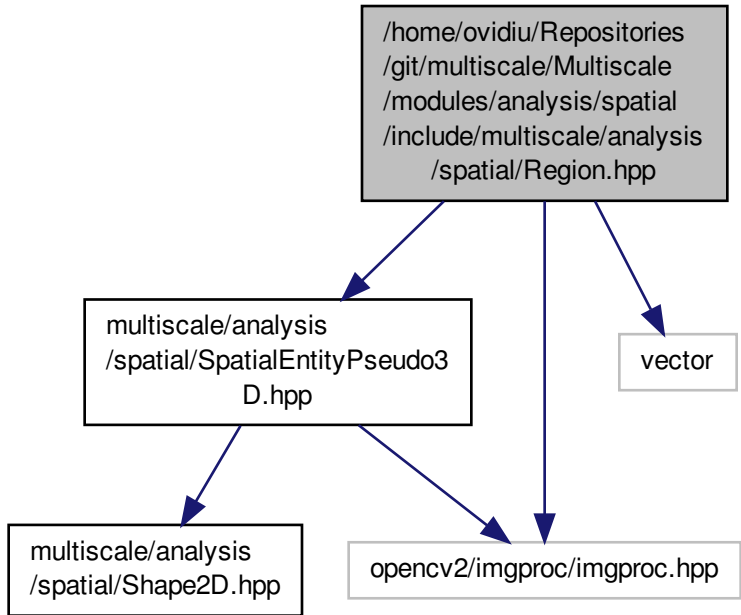 /home/ovidiu/Repositories
/git/multiscale/Multiscale
/modules/analysis/spatial
/include/multiscale/analysis
/spatial/Region.hpp
multiscale/analysis
/spatial/SpatialEntityPseudo3
D.hpp
vector
multiscale/analysis
/spatial/Shape2D.hpp
opencv2/imgproc/imgproc.hpp